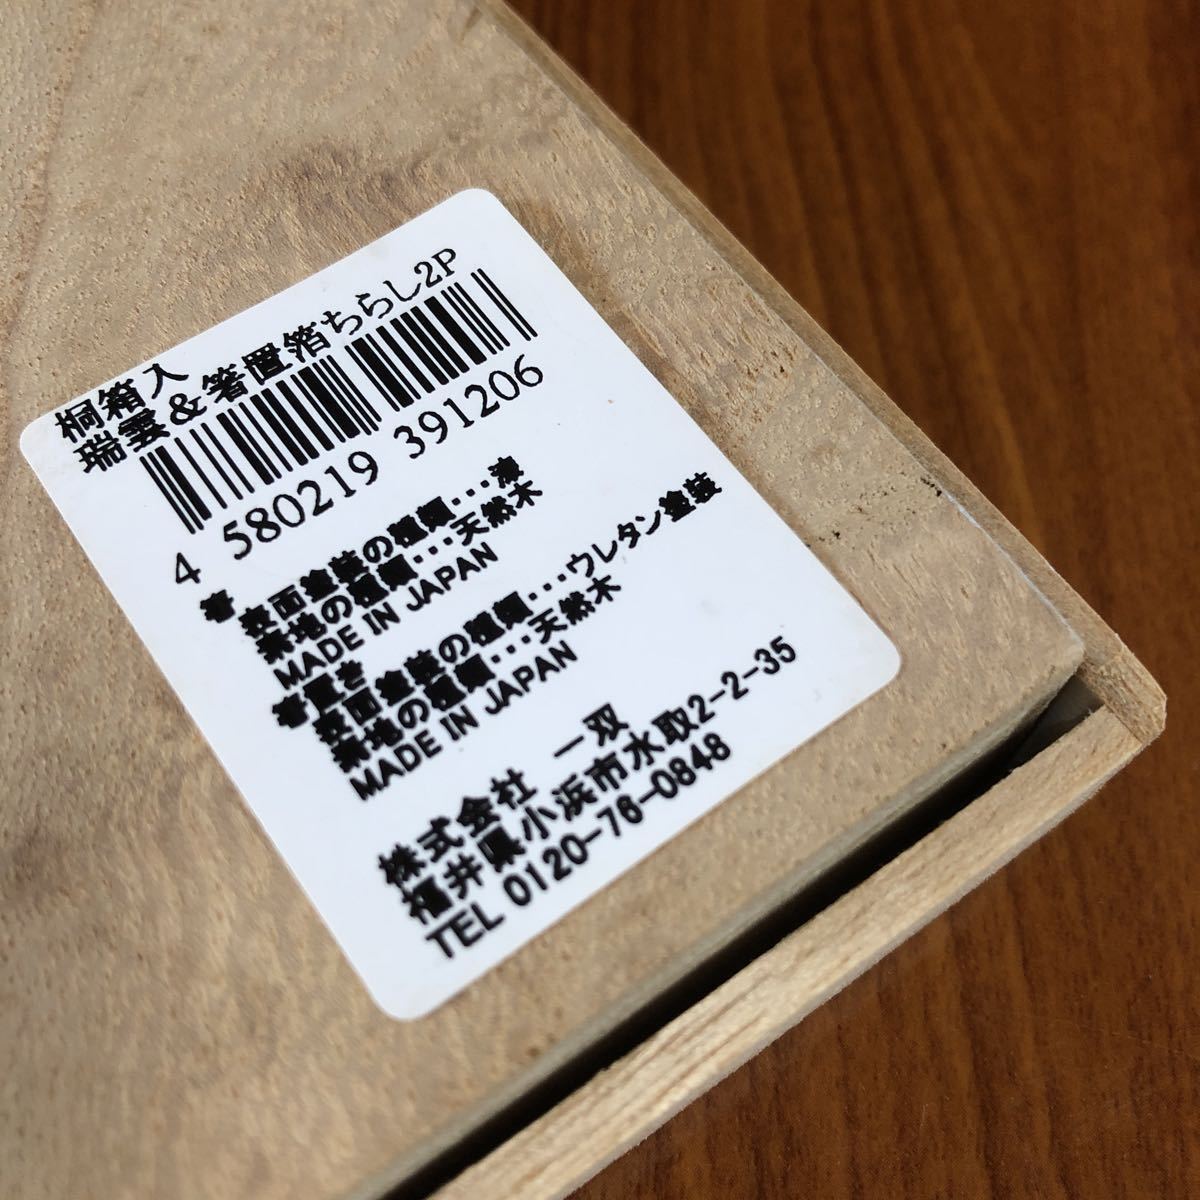 桐箱入
瑞雲&箸置箔ちらし2P
4 580219 391206
箸
表面塗装の種類･･･漆
素地の種類･･･天然木
MADE IN JAPAN
箸置き
表面塗装の種類･･･ウレタン塗装
素地の種類･･･天然木
MADE IN JAPAN
株式会社 一双
福井県小浜市水取2-2-35
TEL 0120-76-0848